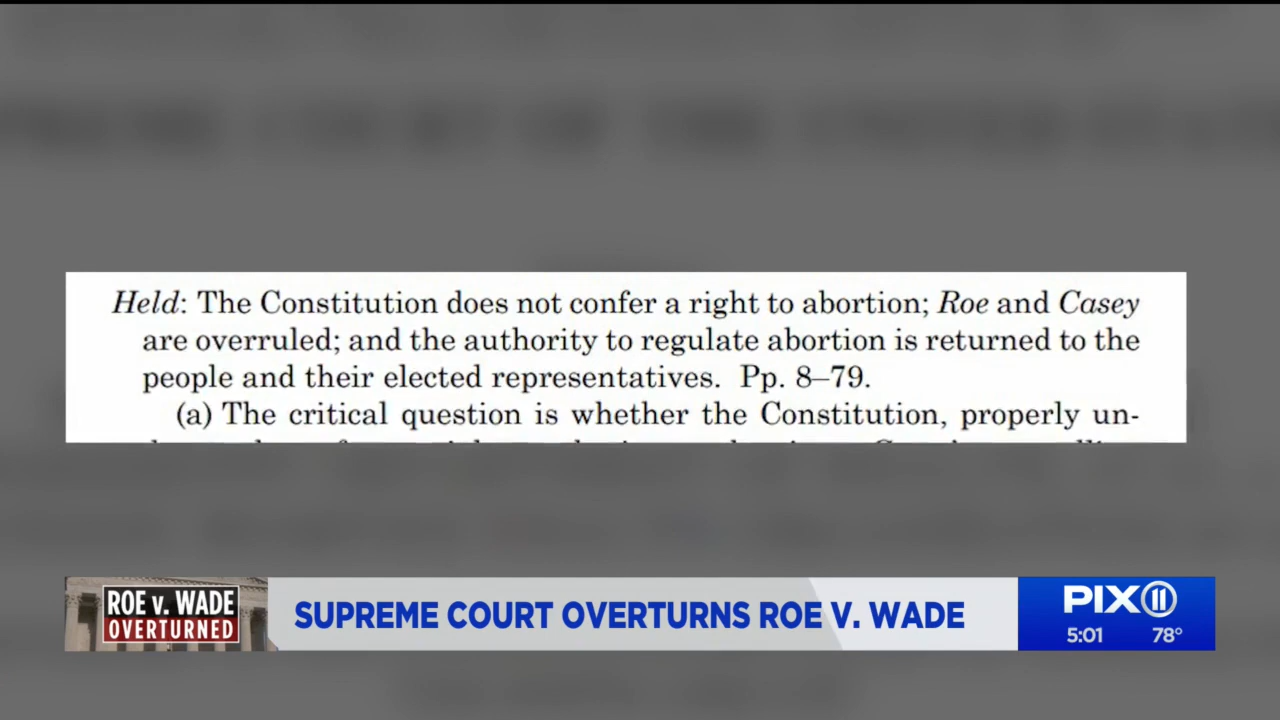 Held: The Constitution does not confer a right to abortion; Roe and Casey
are overruled; and the authority to regulate abortion is returned to the
people and their elected representatives. Pp. 8–79.
(a) The critical question is whether the Constitution, properly un-
ROE v. WADE
OVERTURNED
SUPREME COURT OVERTURNS ROE V. WADE
PIX11
5:01 78°